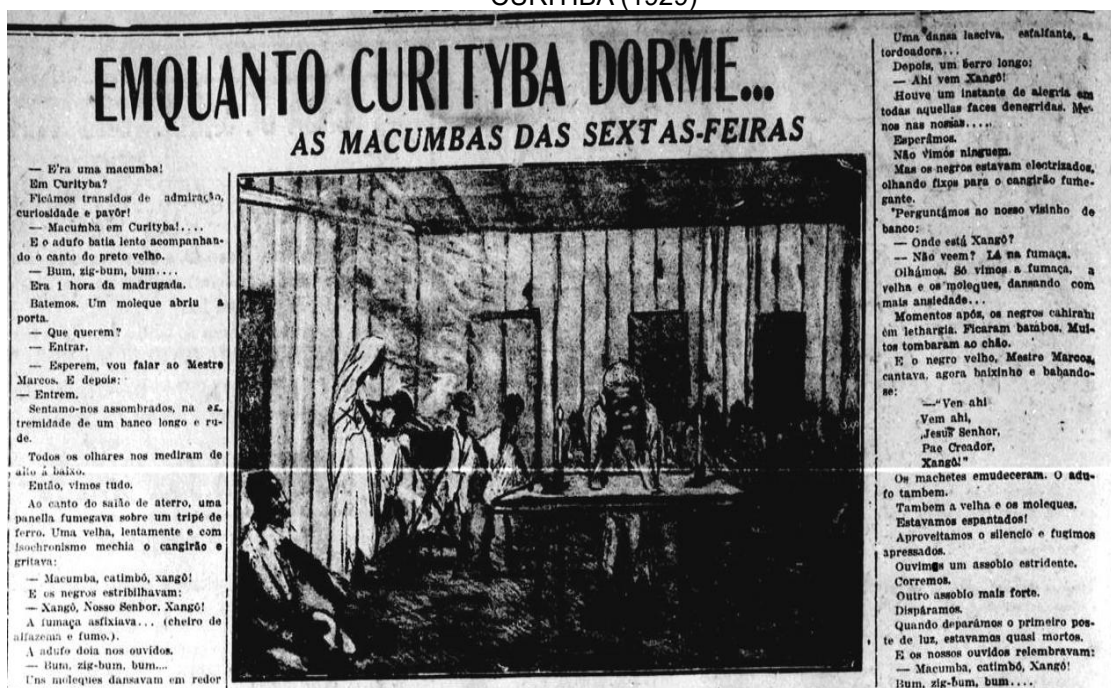 CURITIBA (1929)
EMQUANTO CURITYBA DORME...
AS MACUMBAS DAS SEXTAS-FEIRAS
— E'ra uma macumba!
Em Curityba?
Ficámos transidos de admiração,
curiosidade e pavôr!
— Macumba em Curityba!....
E o adufo batia lento acompanhan-
do o canto do preto velho.
— Bum, zig-bum, bum....
Era 1 hora da madrugada.
Batemos. Um moleque abriu a
porta.
— Que querem?
— Entrar.
— Esperem, vou falar ao Mestre
Marcos. E depois:
— Entrem.
Sentamo-nos assombrados, na ex-
tremidade de um banco longo e ru-
de.
Todos os olhares nos mediram de
alto á baixo.
Então, vimos tudo.
Ao canto do salão de aterro, uma
panella fumegava sobre um tripé de
ferro. Uma velha, lentamente e com
isochronismo mechia o cangirão e
gritava:
— Macumba, catimbó, xangô!
E os negros estribilhavam:
— Xangô, Nosso Senhor. Xangô!
A fumaça asfixiava... (cheiro de
alfazema e fumo.).
A adufo doia nos ouvidos.
— Bum, zig-bum, bum....
Uns moleques dansavam em redor
Uma dansa lasciva, esfalfante, a
tordoadora...
Depois, um berro longo:
— Ahi vem Xangô!
Houve um instante de alegria em
todas aquellas faces denegridas. Me-
nos nas nossas.....
Esperâmos.
Não vimos ninguem.
Mas os negros estavam electrizados,
olhando fixos para o cangirão fume-
gante.
Perguntámos ao nosso visinho de
banco:
— Onde está Xangô?
— Não veem? Lá na fumaça.
Olhámos. Só vimos a fumaça, a
velha e os moleques, dansando com
mais ansiedade...
Momentos após, os negros cahiram
em lethargia. Ficaram bambos. Mui-
tos tombaram ao chão.
E o negro velho, Mestre Marcos,
cantava, agora baixinho e babando-
se:
—"Ven ahi
Vem ahi,
Jesus Senhor,
Pae Creador,
Xangô!"
Os machetes emudeceram. O adu-
fo tambem.
Tambem a velha e os moleques.
Estavamos espantados!
Aproveitamos o silencio e fugimos
apressados.
Ouvimos um assobio estridente.
Corremos.
Outro assobio mais forte.
Disparamos.
Quando deparámos o primeiro pos-
te de luz, estavamos quasi mortos.
E os nossos ouvidos relembravam:
— Macumba, catimbó, Xangô!
Bum, zig-bum, bum....